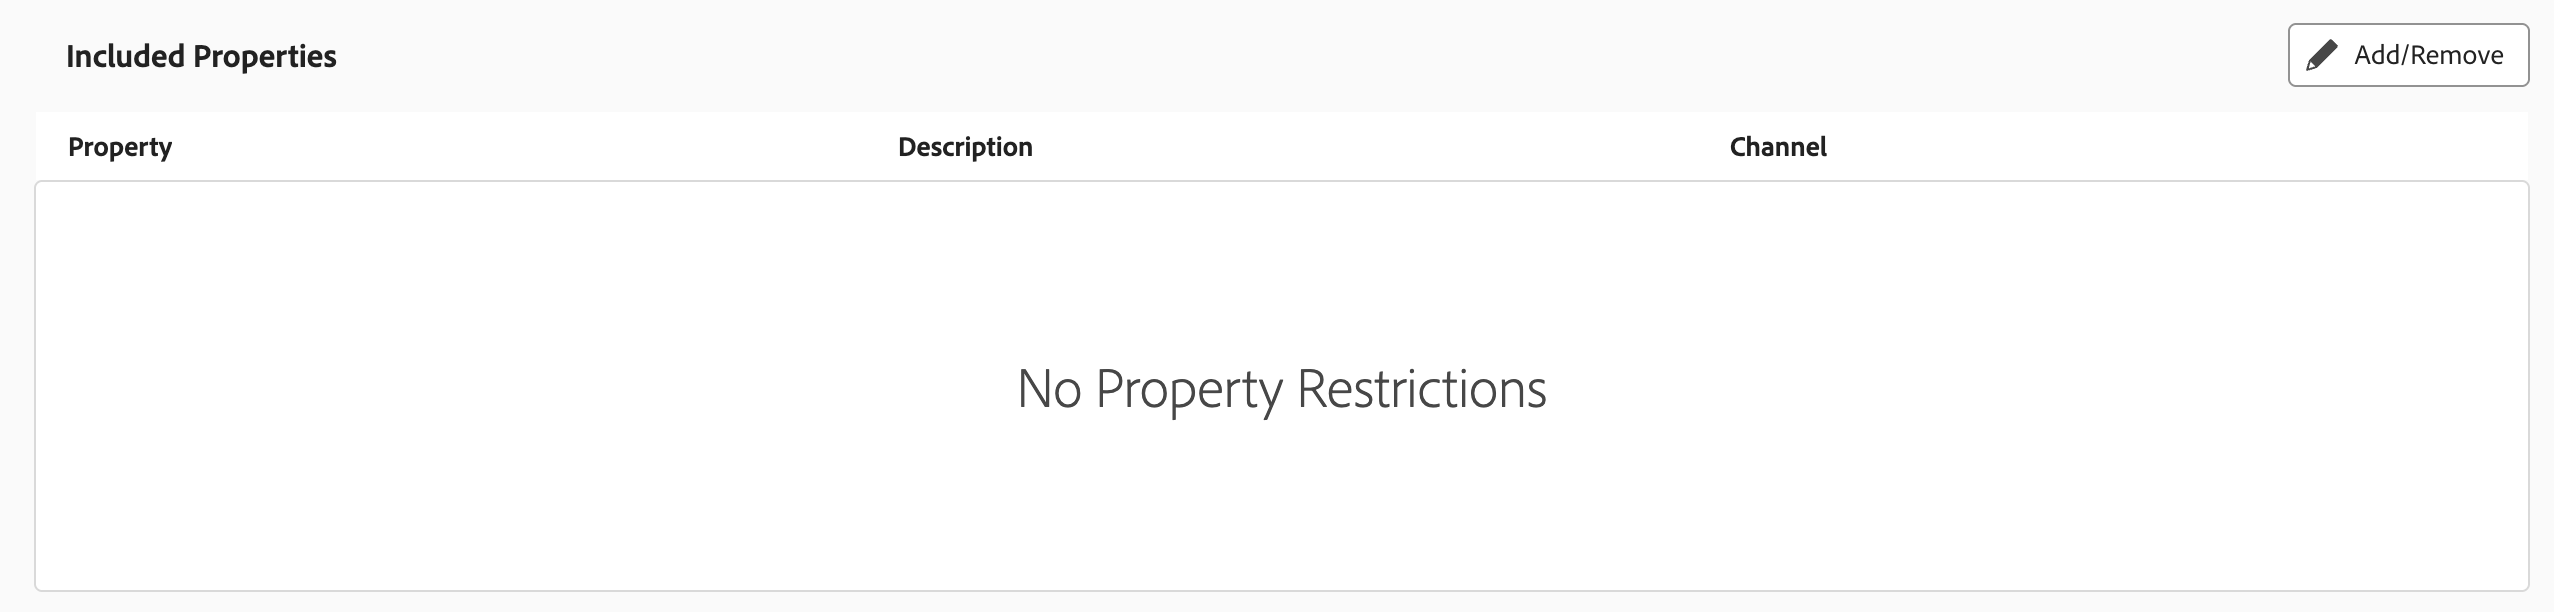 Included Properties
Add/Remove
Property Description Channel
No Property Restrictions